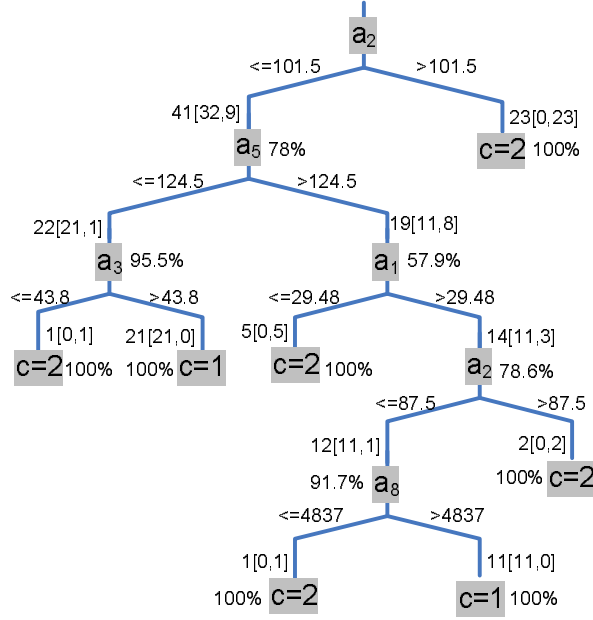 a2
<=101.5 >101.5
41[32,9] 23[0,23]
a5 78% c=2 100%
<=124.5 >124.5
22[21,1] 19[11,8]
a3 95.5% a1 57.9%
<=43.8 >43.8 <=29.48 >29.48
1[0,1] 21[21,0] 5[0,5] 14[11,3]
c=2 100% 100% c=1 c=2 100% a2 78.6%
<=87.5 >87.5
12[11,1] 2[0,2]
91.7% a8 100% c=2
<=4837 >4837
1[0,1] 11[11,0]
100% c=2 c=1 100%